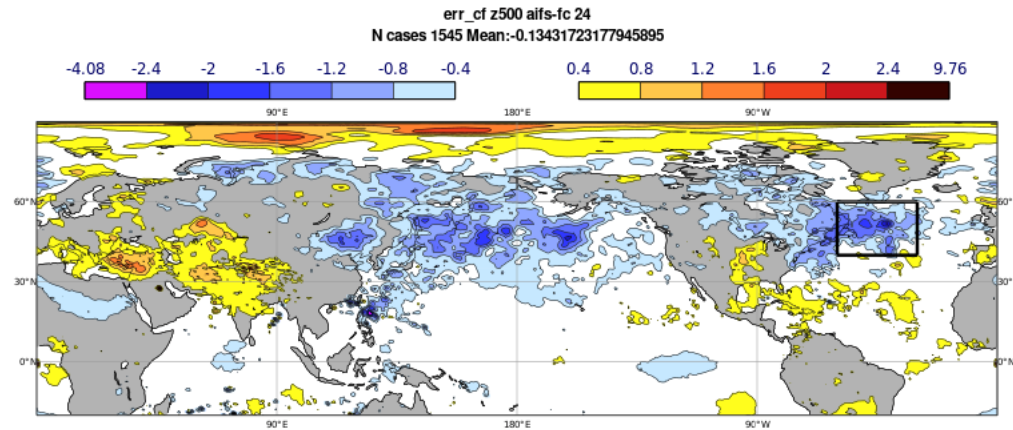 err_cf z500 aifs-fc 24
N cases 1545 Mean:-0.13431723177945895
-4.08 -2.4 -2 -1.6 -1.2 -0.8 -0.4 0.4 0.8 1.2 1.6 2 2.4 9.76
90°E 180°E 90°W
60°N 60°N
30°N 30°N
0°N 0°N
90°E 180°E 90°W